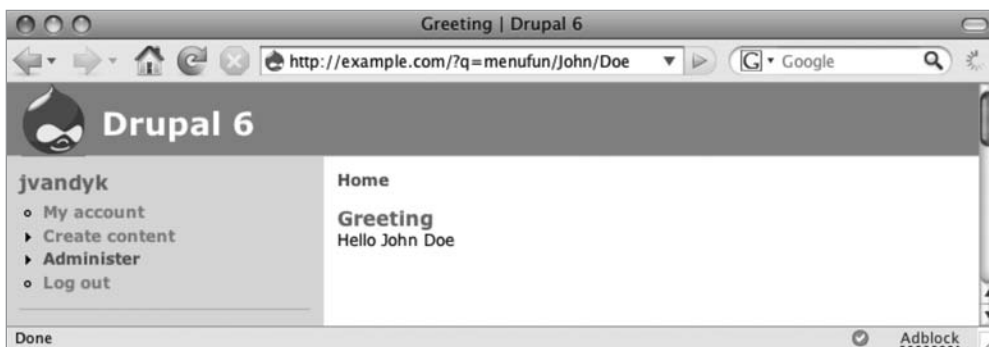 Greeting | Drupal 6
http://example.com/?q=menufun/John/Doe
G Google
Drupal 6
jvandyk
My account
Create content
Administer
Log out
Home
Greeting
Hello John Doe
Done
Adblock